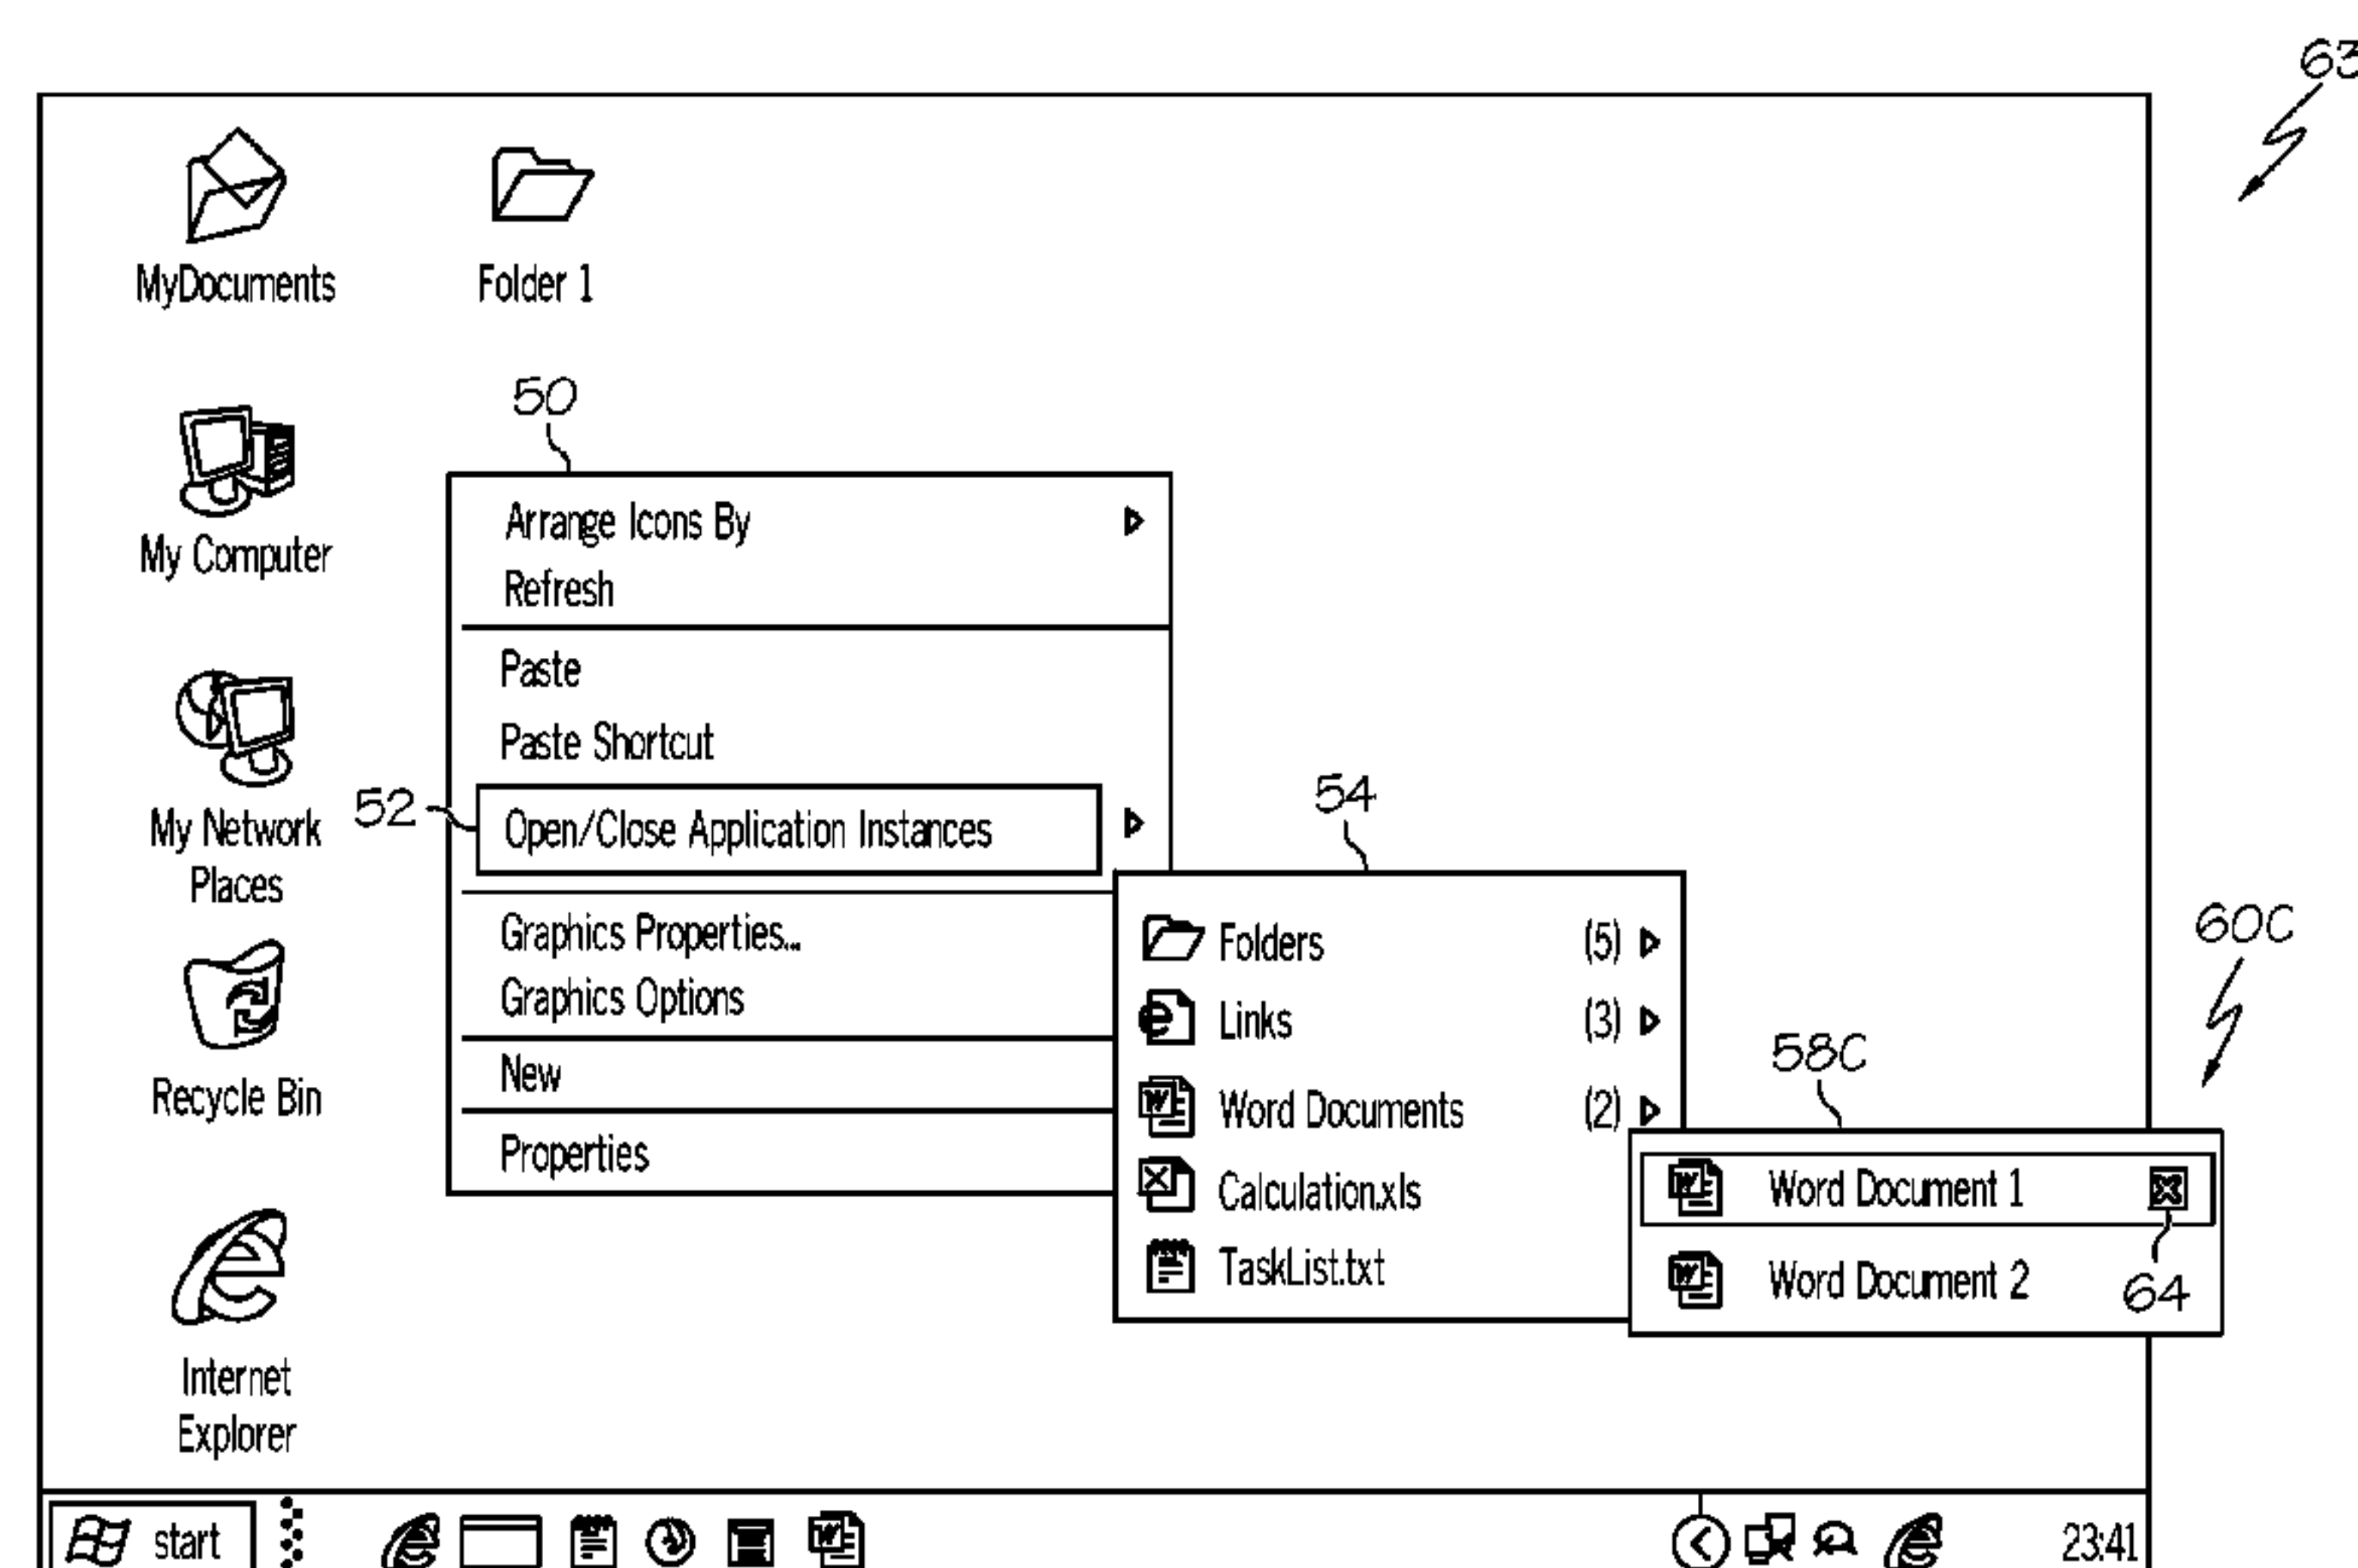 63
MyDocuments
Folder 1
50
My Computer
Arrange Icons By
Refresh
Paste
Paste Shortcut
52
Open/Close Application Instances
My Network
Places
54
Graphics Properties...
Graphics Options
New
Properties
Folders (5)
Links (3)
Word Documents (2)
Calculation.xls
TaskList.txt
60C
58C
Word Document 1
Word Document 2
64
Recycle Bin
Internet
Explorer
start
23:41